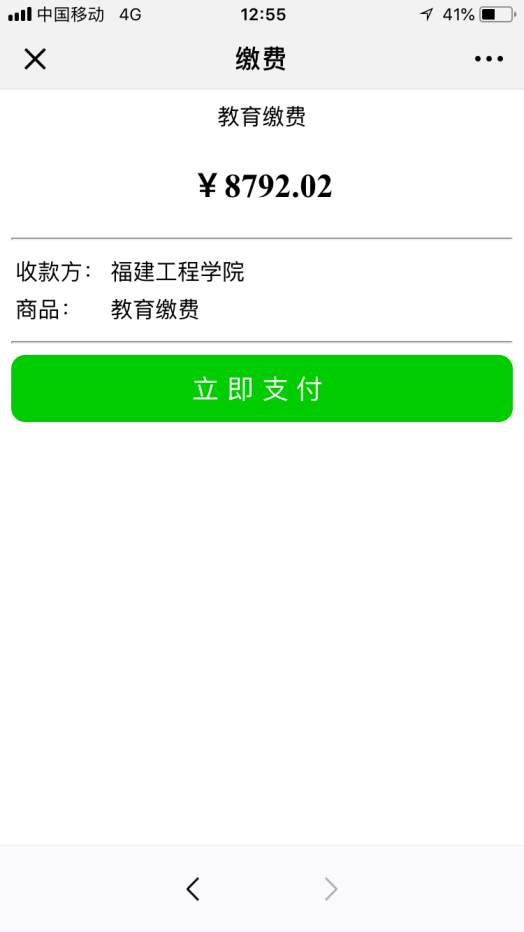 中国移动 4G 12:55 41%
缴费
教育缴费
￥8792.02
收款方： 福建工程学院
商品： 教育缴费
立即支付